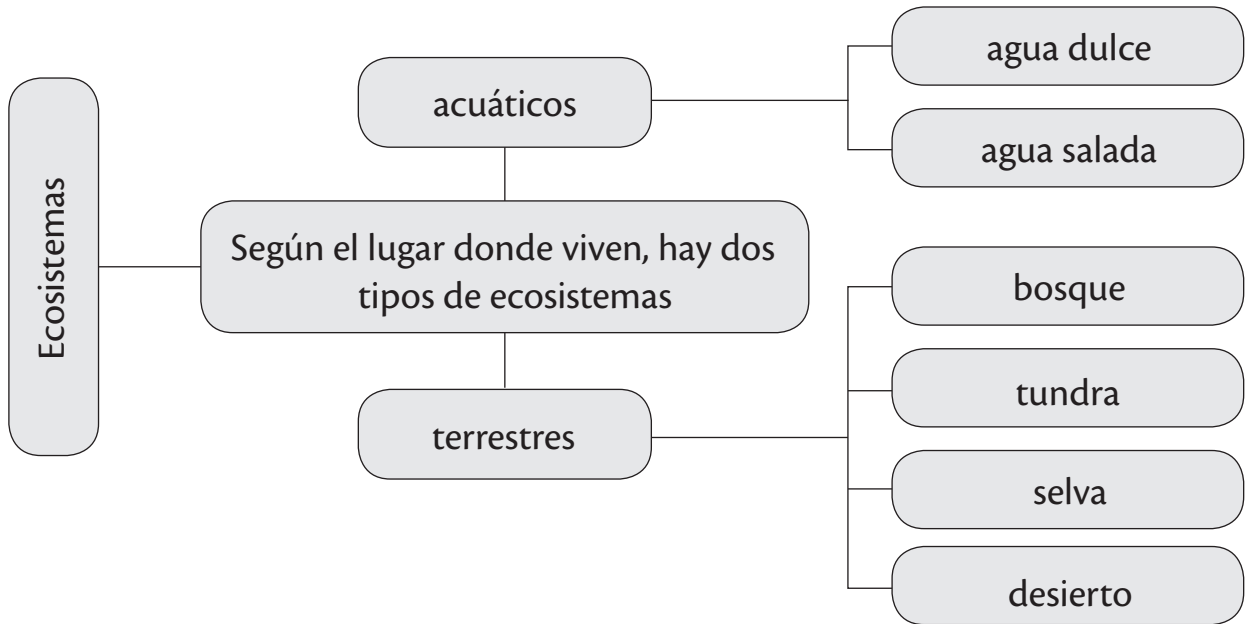 Ecosistemas
Según el lugar donde viven, hay dos
tipos de ecosistemas
acuáticos
agua dulce
agua salada
terrestres
bosque
tundra
selva
desierto